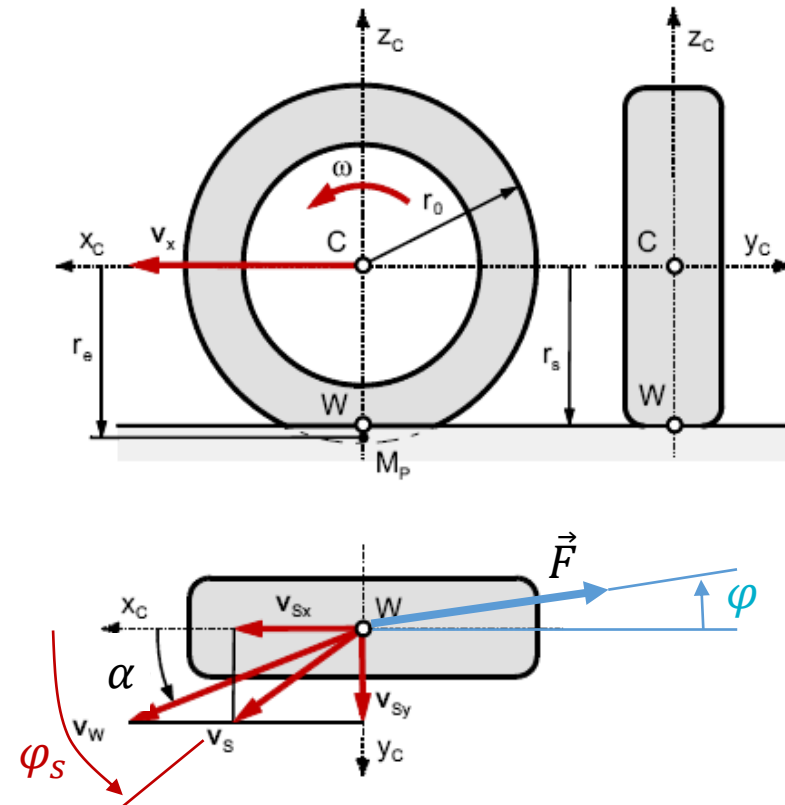 z_C z_C
ω
r_0
v_x x_C C C y_C
r_e r_s
W W
M_P
F⃗
x_C v_Sx W φ
α
v_W v_S v_Sy
φ_s y_C